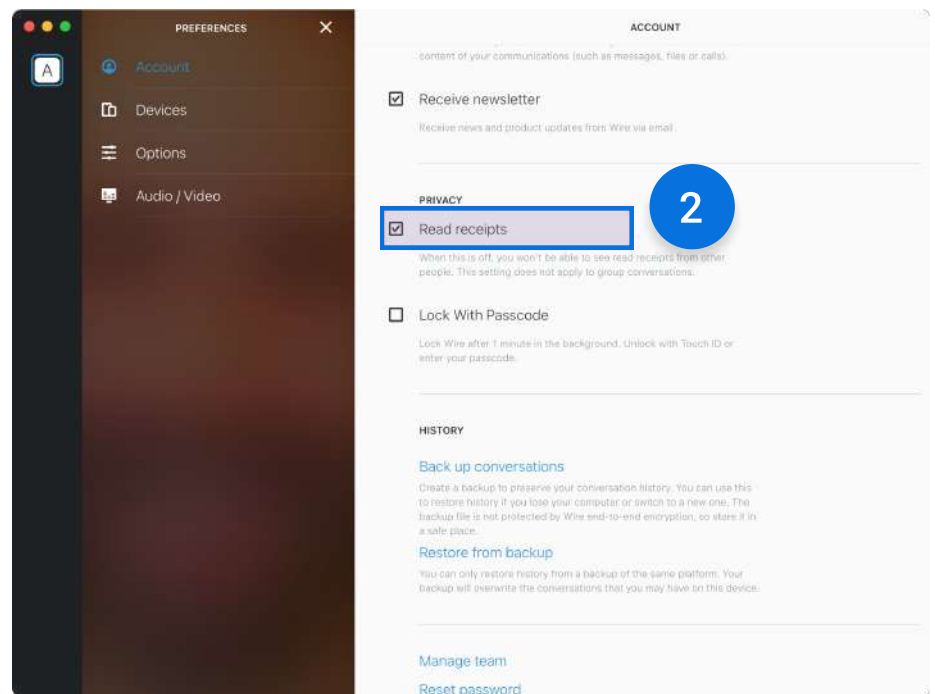 PREFERENCES
A
Account
Devices
Options
Audio / Video
ACCOUNT
content of your communications (such as messages, files or calls).
Receive newsletter
Receive news and product updates from Wire via email.
PRIVACY
2
Read receipts
When this is off, you won't be able to see read receipts from other
people. This setting does not apply to group conversations.
Lock With Passcode
Lock Wire after 1 minute in the background. Unlock with Touch ID or
enter your passcode.
HISTORY
Back up conversations
Create a backup to preserve your conversation history. You can use this
to restore history if you lose your computer or switch to a new one. The
backup file is not protected by Wire end-to-end encryption, so store it in
a safe place.
Restore from backup
You can only restore history from a backup of the same platform. Your
backup will overwrite the conversations that you may have on this device.
Manage team
Reset password